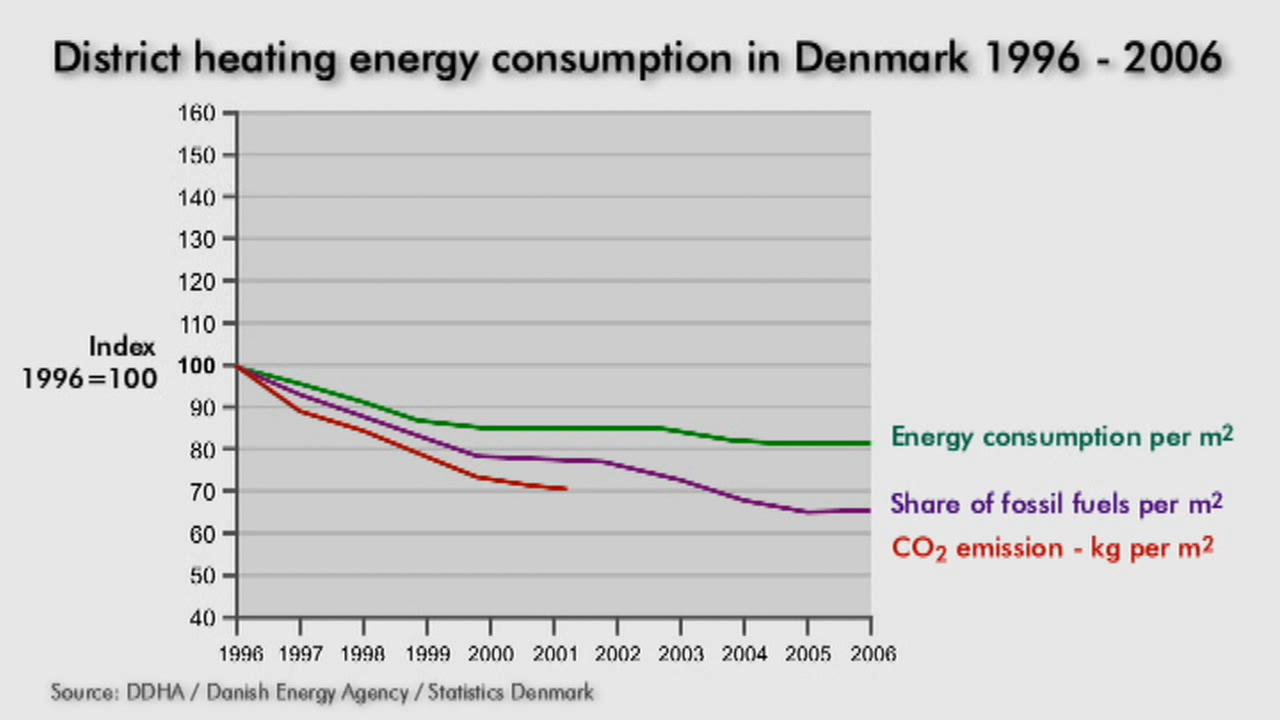 District heating energy consumption in Denmark 1996 - 2006
160
150
140
130
120
110
100
90
80
70
60
50
40
Index
1996=100
Energy consumption per m²
Share of fossil fuels per m²
CO₂ emission - kg per m²
1996 1997 1998 1999 2000 2001 2002 2003 2004 2005 2006
Source: DDHA / Danish Energy Agency / Statistics Denmark